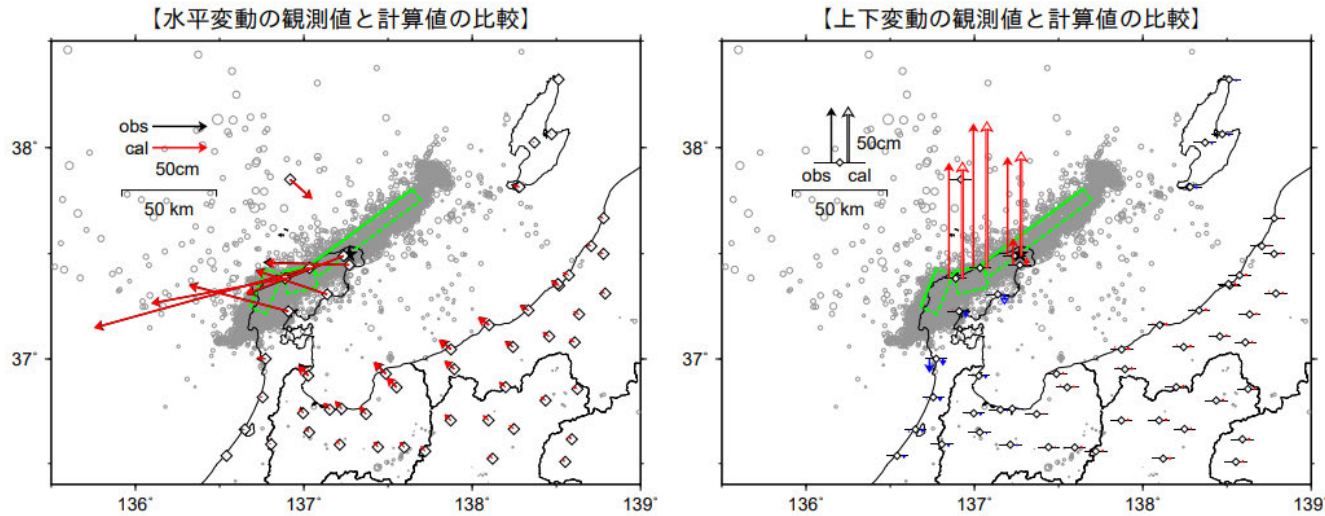 【水平変動の観測値と計算値の比較】
obs
cal
50cm
50 km
38°
37°
136°
137°
138°
139°
【上下変動の観測値と計算値の比較】
50cm
obs cal
50 km
38°
37°
136°
137°
138°
139°